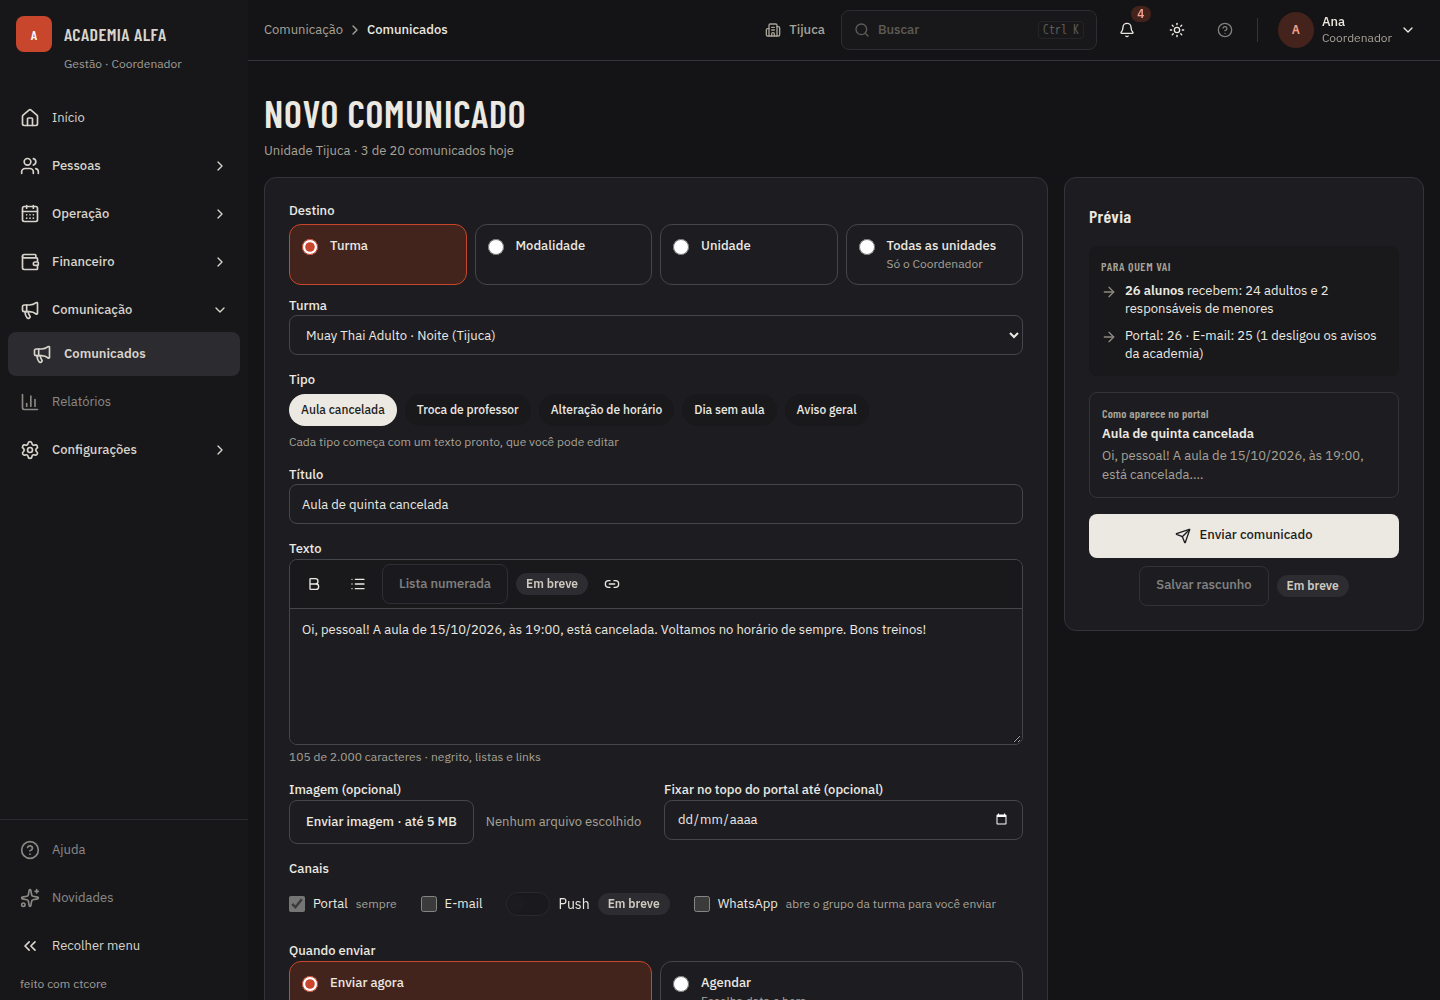 A
ACADEMIA ALFA
Gestão · Coordenador
Início
Pessoas
Operação
Financeiro
Comunicação
Comunicados
Relatórios
Configurações
Ajuda
Novidades
Recolher menu
feito com ctcore
Comunicação > Comunicados
Tijuca
Buscar
Ctrl K
4
A
Ana
Coordenador
NOVO COMUNICADO
Unidade Tijuca · 3 de 20 comunicados hoje
Destino
Turma
Modalidade
Unidade
Todas as unidades
Só o Coordenador
Turma
Muay Thai Adulto · Noite (Tijuca)
Tipo
Aula cancelada
Troca de professor
Alteração de horário
Dia sem aula
Aviso geral
Cada tipo começa com um texto pronto, que você pode editar
Título
Aula de quinta cancelada
Texto
B
Lista numerada
Em breve
Oi, pessoal! A aula de 15/10/2026, às 19:00, está cancelada. Voltamos no horário de sempre. Bons treinos!
105 de 2.000 caracteres · negrito, listas e links
Imagem (opcional)
Enviar imagem · até 5 MB
Nenhum arquivo escolhido
Fixar no topo do portal até (opcional)
dd/mm/aaaa
Canais
Portal sempre
E-mail
Push
Em breve
WhatsApp abre o grupo da turma para você enviar
Quando enviar
Enviar agora
Agendar
Prévia
PARA QUEM VAI
26 alunos recebem: 24 adultos e 2
responsáveis de menores
Portal: 26 · E-mail: 25 (1 desligou os avisos
da academia)
Como aparece no portal
Aula de quinta cancelada
Oi, pessoal! A aula de 15/10/2026, às 19:00,
está cancelada....
Enviar comunicado
Salvar rascunho
Em breve